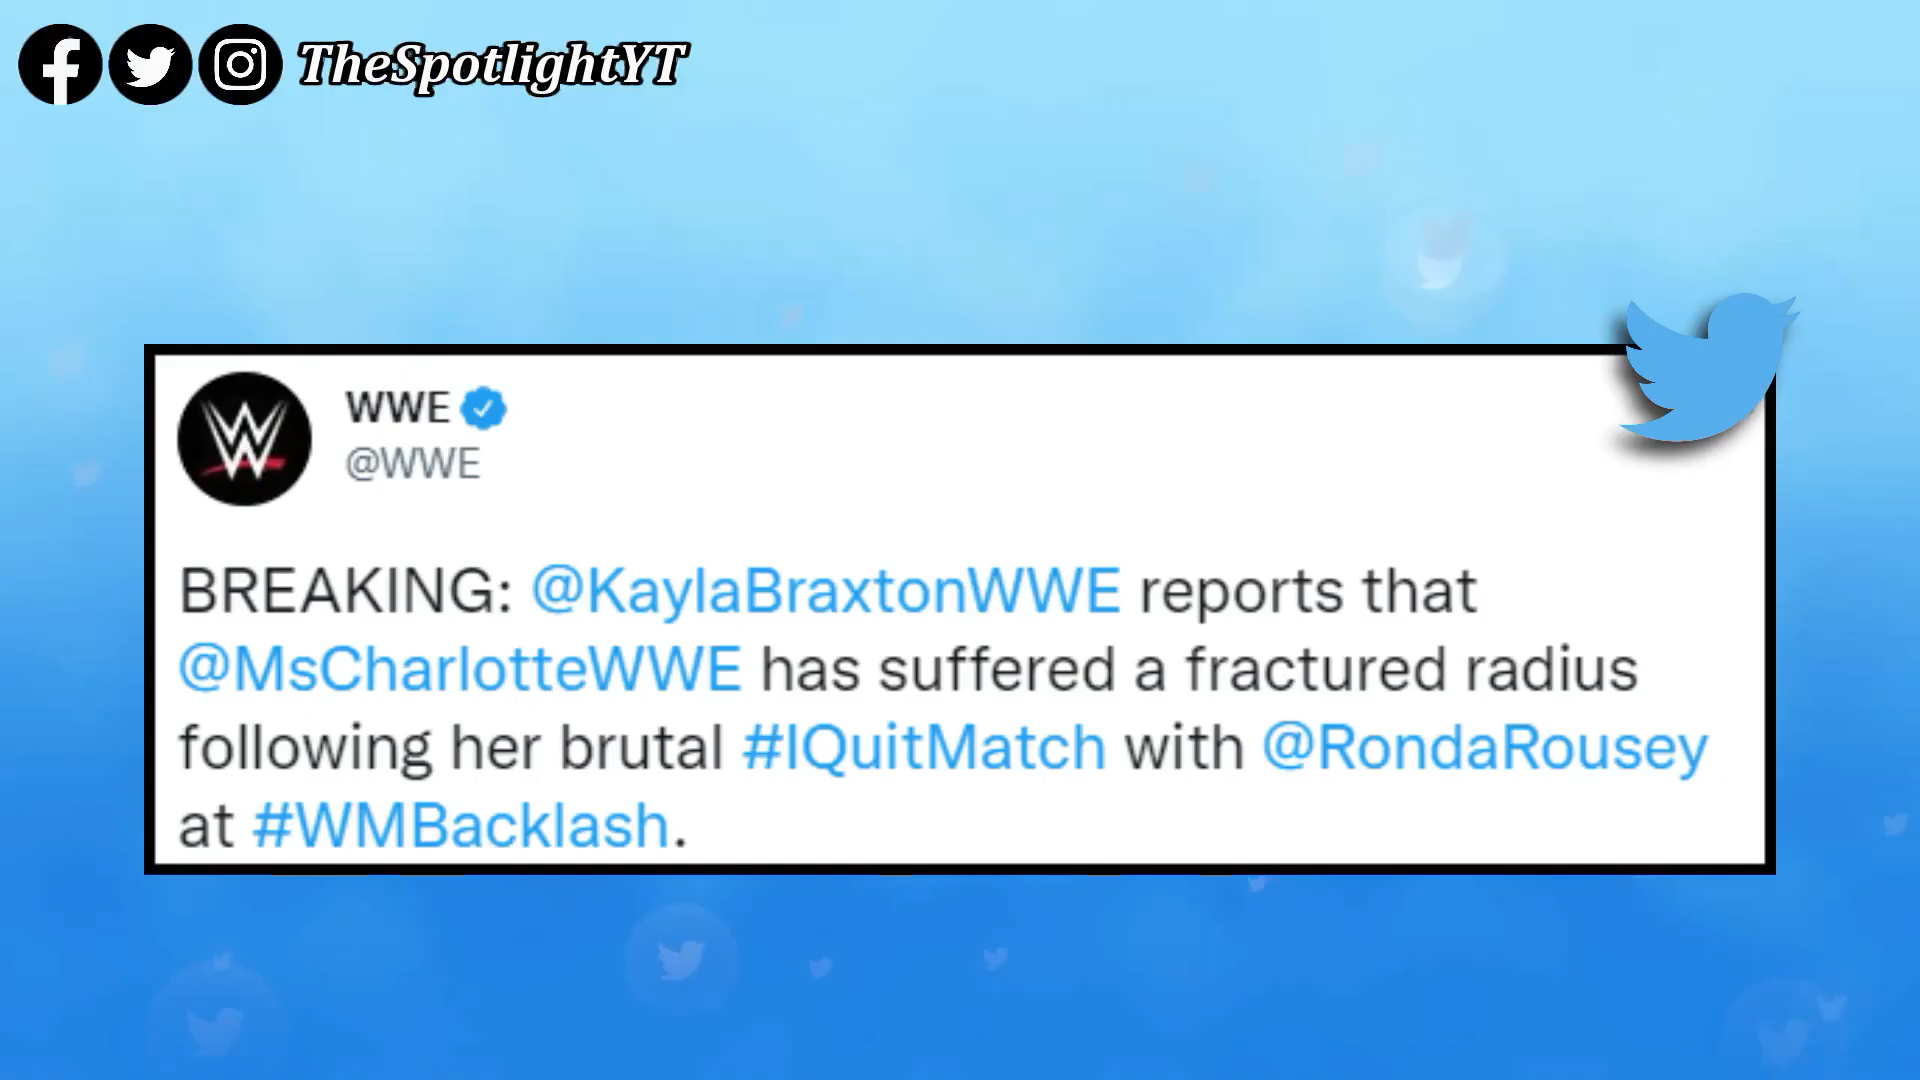 TheSpotlightYT
WWE
@WWE
BREAKING: @KaylaBraxtonWWE reports that
@MsCharlotteWWE has suffered a fractured radius
following her brutal #IQuitMatch with @RondaRousey
at #WMBacklash.